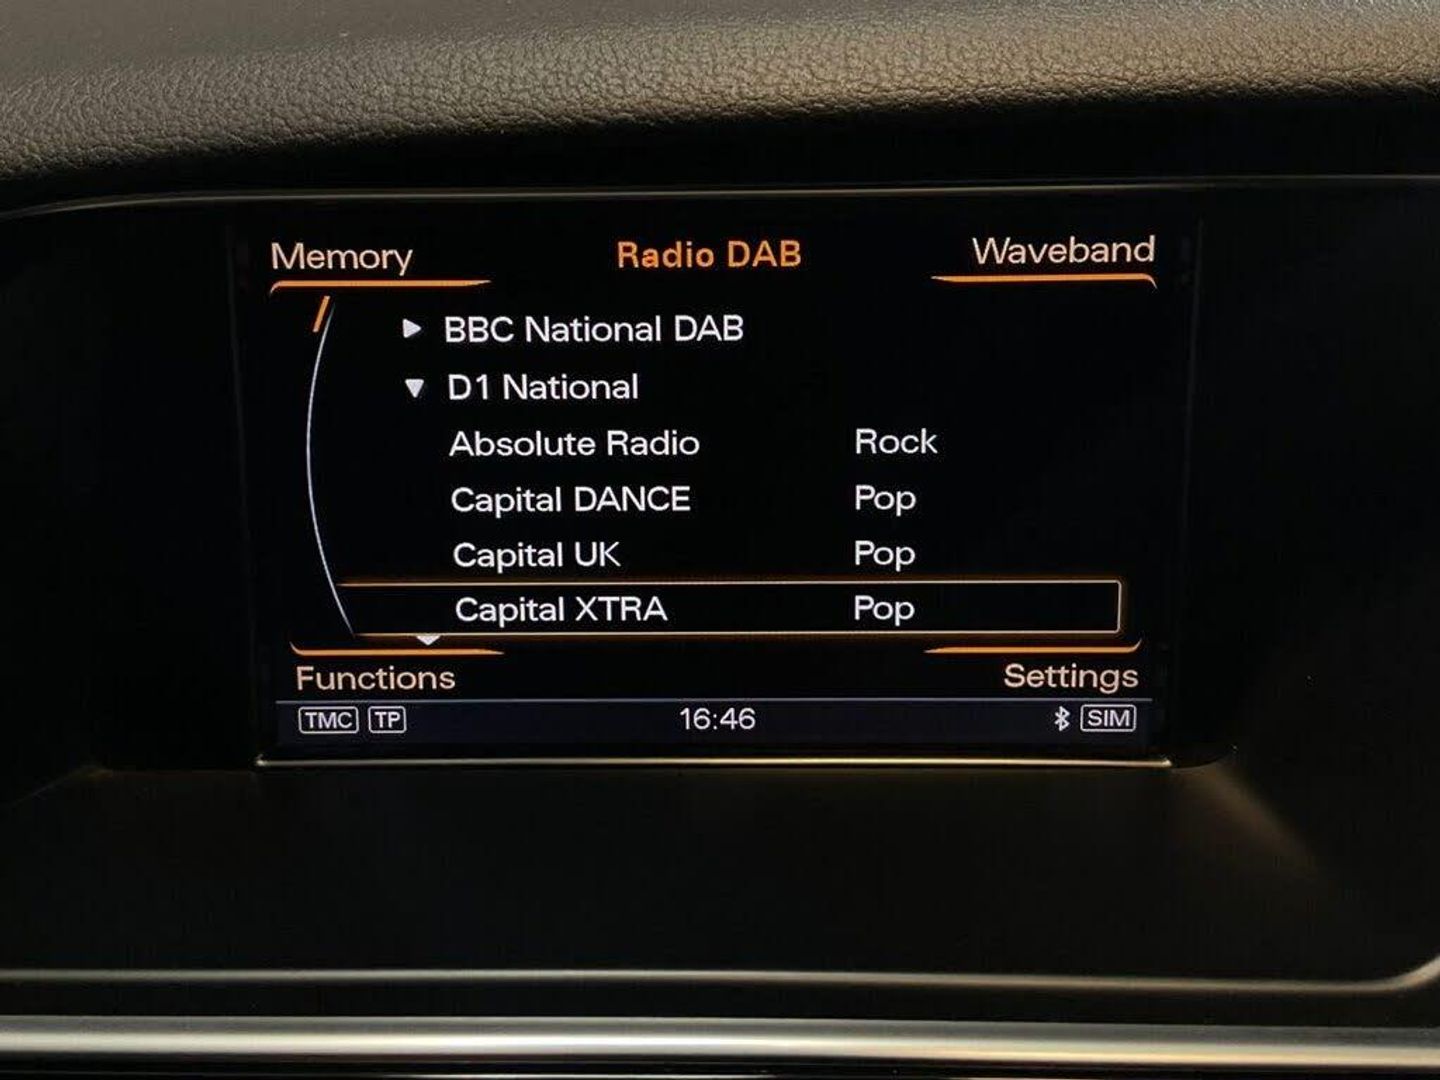 Memory Radio DAB Waveband
BBC National DAB
D1 National
Absolute Radio Rock
Capital DANCE Pop
Capital UK Pop
Capital XTRA Pop
Functions Settings
TMC TP 16:46 SIM